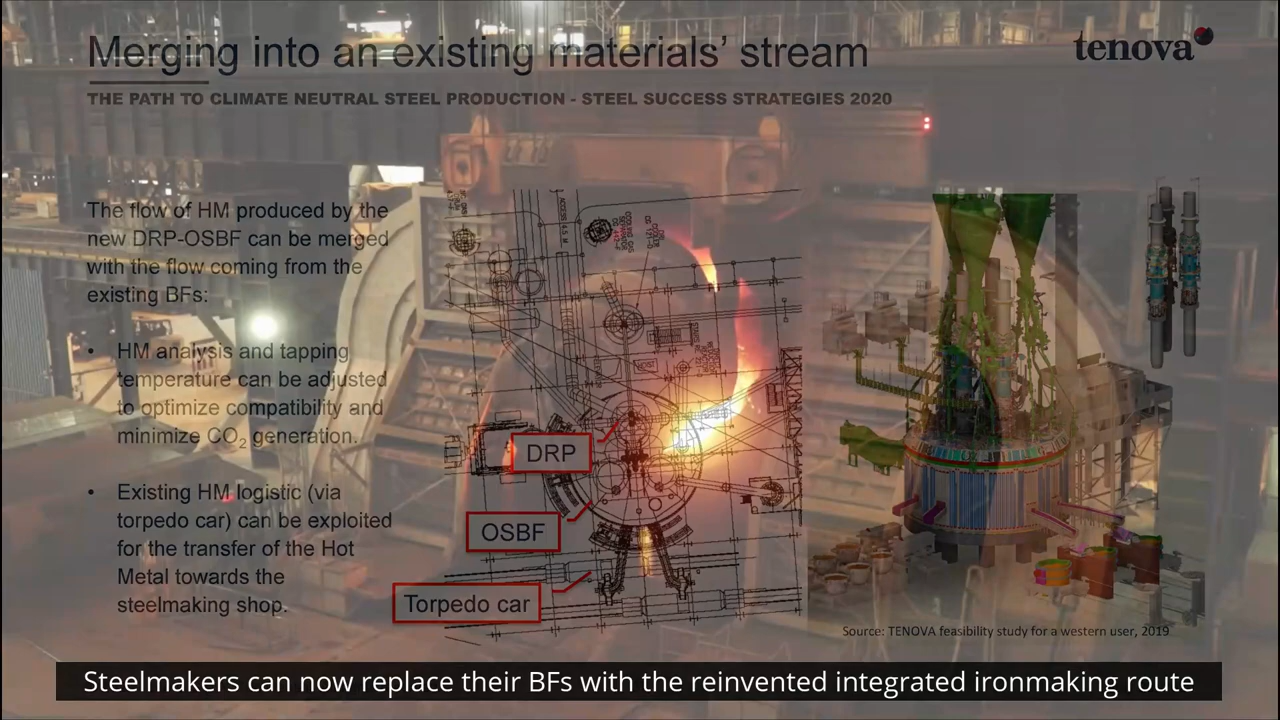 Merging into an existing materials’ stream
tenova
THE PATH TO CLIMATE NEUTRAL STEEL PRODUCTION - STEEL SUCCESS STRATEGIES 2020
The flow of HM produced by the
new DRP-OSBF can be merged
with the flow coming from the
existing BFs:
• HM analysis and tapping
temperature can be adjusted
to optimize compatibility and
minimize CO2 generation.
• Existing HM logistic (via
torpedo car) can be exploited
for the transfer of the Hot
Metal towards the
steelmaking shop.
DRP
OSBF
Torpedo car
Source: TENOVA feasibility study for a western user, 2019
Steelmakers can now replace their BFs with the reinvented integrated ironmaking route